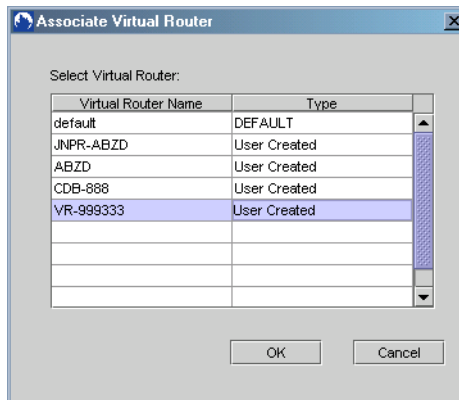 Associate Virtual Router
Select Virtual Router:
Virtual Router Name Type
default DEFAULT
JNPR-ABZD User Created
ABZD User Created
CDB-888 User Created
VR-999333 User Created
OK Cancel